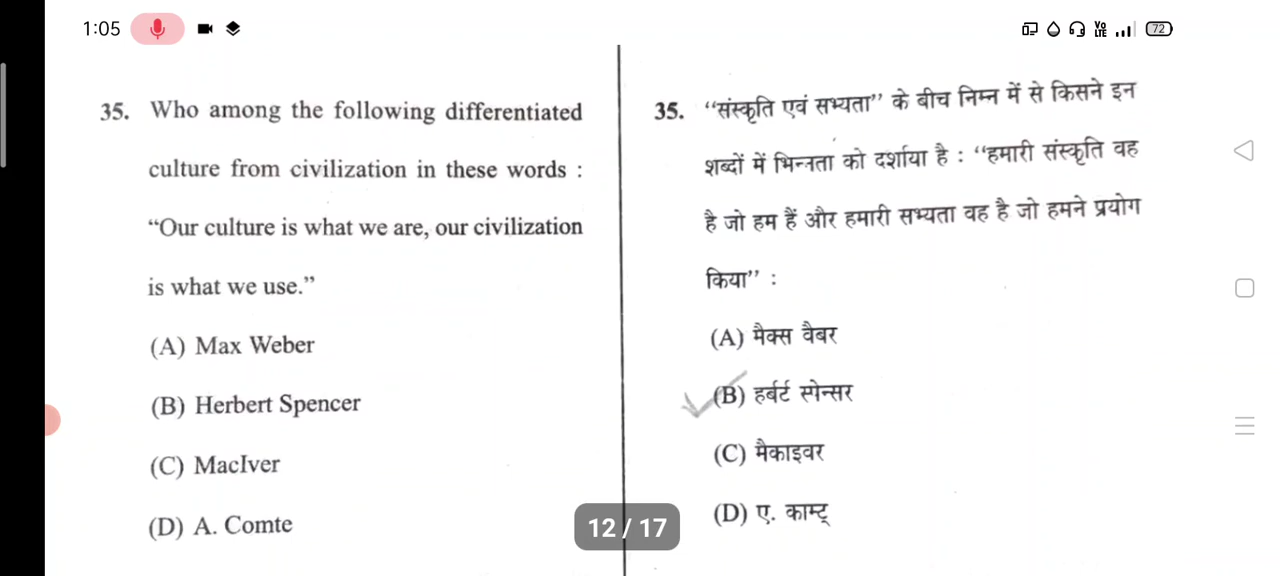 1:05
Vo LTE
72
35. Who among the following differentiated
culture from civilization in these words :
“Our culture is what we are, our civilization
is what we use.”
(A) Max Weber
(B) Herbert Spencer
(C) MacIver
(D) A. Comte
35. “संस्कृति एवं सभ्यता” के बीच निम्न में से किसने इन
शब्दों में भिन्नता को दर्शाया है : “हमारी संस्कृति वह
है जो हम हैं और हमारी सभ्यता वह है जो हमने प्रयोग
किया” :
(A) मैक्स वैबर
(B) हर्बर्ट स्पेन्सर
(C) मैकाइवर
(D) ए. काम्ट्
12 / 17